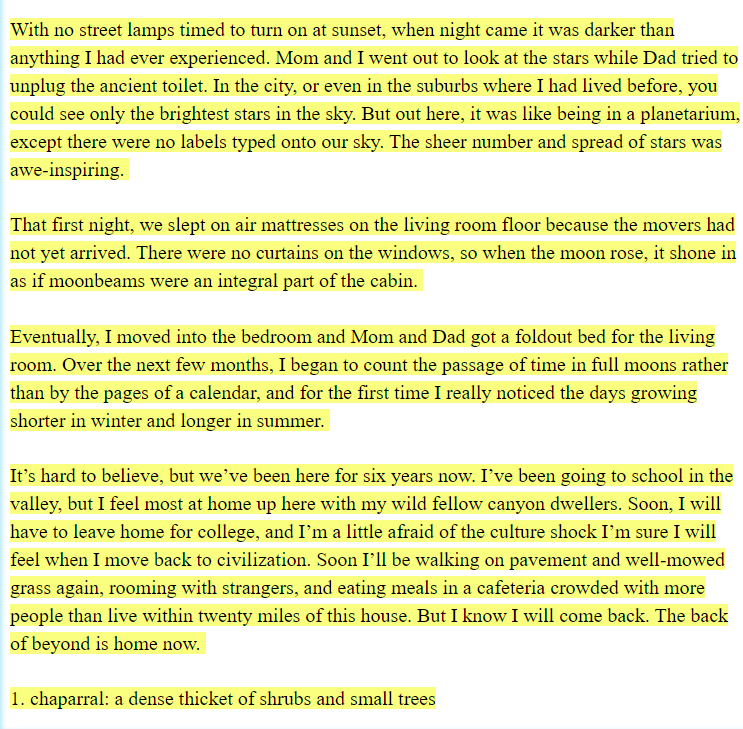 With no street lamps timed to turn on at sunset, when night came it was darker than
anything I had ever experienced. Mom and I went out to look at the stars while Dad tried to
unplug the ancient toilet. In the city, or even in the suburbs where I had lived before, you
could see only the brightest stars in the sky. But out here, it was like being in a planetarium,
except there were no labels typed onto our sky. The sheer number and spread of stars was
awe-inspiring.
That first night, we slept on air mattresses on the living room floor because the movers had
not yet arrived. There were no curtains on the windows, so when the moon rose, it shone in
as if moonbeams were an integral part of the cabin.
Eventually, I moved into the bedroom and Mom and Dad got a foldout bed for the living
room. Over the next few months, I began to count the passage of time in full moons rather
than by the pages of a calendar, and for the first time I really noticed the days growing
shorter in winter and longer in summer.
It’s hard to believe, but we’ve been here for six years now. I’ve been going to school in the
valley, but I feel most at home up here with my wild fellow canyon dwellers. Soon, I will
have to leave home for college, and I’m a little afraid of the culture shock I’m sure I will
feel when I move back to civilization. Soon I’ll be walking on pavement and well-mowed
grass again, rooming with strangers, and eating meals in a cafeteria crowded with more
people than live within twenty miles of this house. But I know I will come back. The back
of beyond is home now.
1. chaparral: a dense thicket of shrubs and small trees